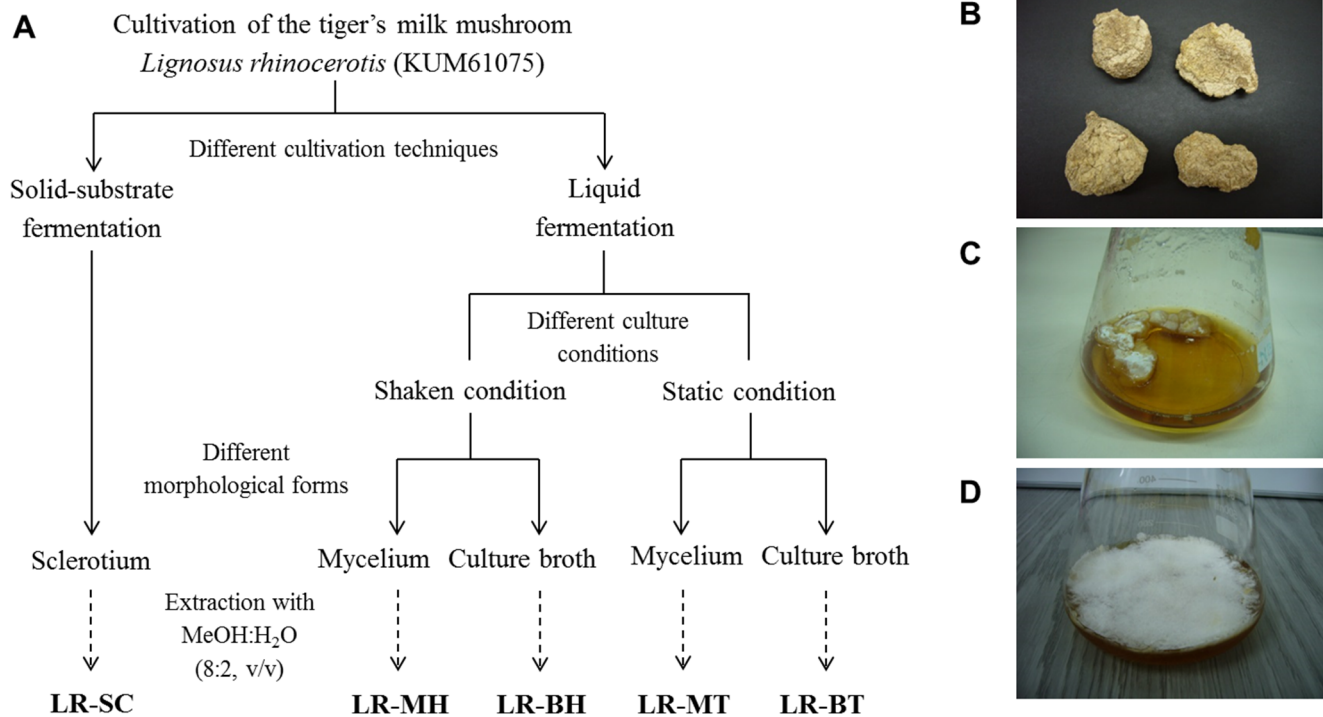 A
Cultivation of the tiger's milk mushroom
Lignosus rhinocerotis (KUM61075)
Different cultivation techniques
Solid-substrate
fermentation
Liquid
fermentation
Different culture
conditions
Shaken condition
Static condition
Different
morphological forms
Sclerotium
Mycelium
Culture broth
Mycelium
Culture broth
Extraction with
MeOH:H₂O
(8:2, v/v)
LR-SC
LR-MH
LR-BH
LR-MT
LR-BT
B
C
D
400